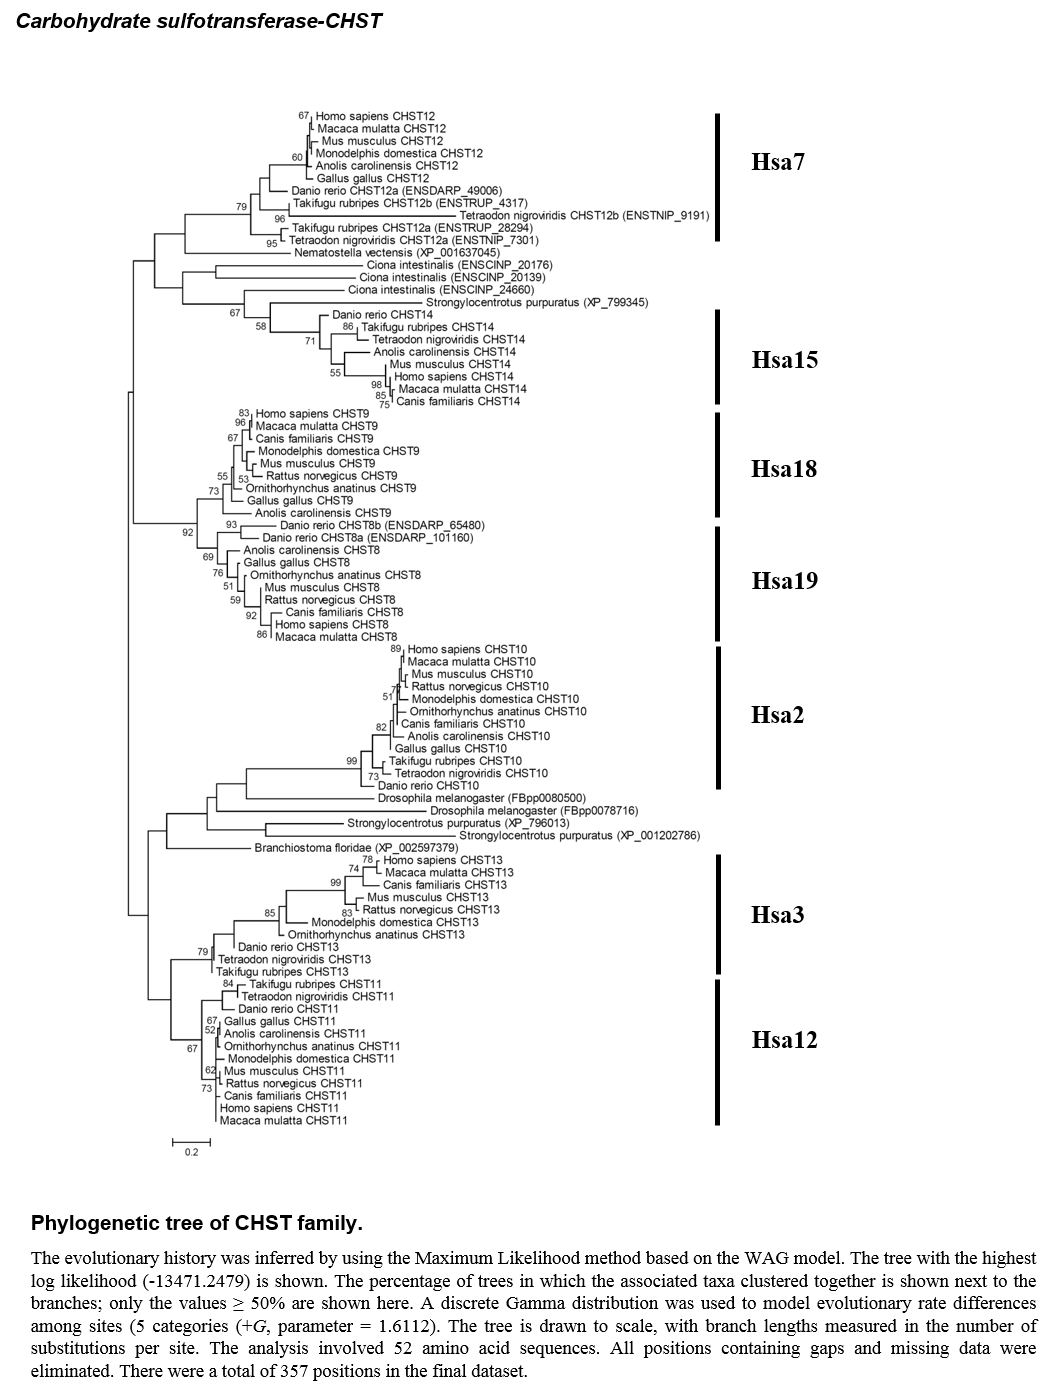 Carbohydrate sulfotransferase-CHST
67 Homo sapiens CHST12
Macaca mulatta CHST12
Mus musculus CHST12
Monodelphis domestica CHST12
60
Anolis carolinensis CHST12
Gallus gallus CHST12
Hsa7
Danio rerio CHST12a (ENSDARP_49006)
Takifugu rubripes CHST12b (ENSTRUP_4317)
79
96
Tetraodon nigroviridis CHST12b (ENSTNIP_9191)
Takifugu rubripes CHST12a (ENSTRUP_28294)
95
Tetraodon nigroviridis CHST12a (ENSTNIP_7301)
Nematostella vectensis (XP_001637045)
Ciona intestinalis (ENSCINP_20176)
Ciona intestinalis (ENSCINP_20139)
Ciona intestinalis (ENSCINP_24660)
Strongylocentrotus purpuratus (XP_799345)
67
58
Danio rerio CHST14
86 Takifugu rubripes CHST14
71
Tetraodon nigroviridis CHST14
Anolis carolinensis CHST14
Hsa15
Mus musculus CHST14
55
Homo sapiens CHST14
98
Macaca mulatta CHST14
85
75 Canis familiaris CHST14
83 Homo sapiens CHST9
96 Macaca mulatta CHST9
67 Canis familiaris CHST9
Monodelphis domestica CHST9
Mus musculus CHST9
Hsa18
55 53 Rattus norvegicus CHST9
73 Ornithorhynchus anatinus CHST9
Gallus gallus CHST9
Anolis carolinensis CHST9
92
93 Danio rerio CHST8b (ENSDARP_65480)
Danio rerio CHST8a (ENSDARP_101160)
69
Anolis carolinensis CHST8
76
Gallus gallus CHST8
51
Ornithorhynchus anatinus CHST8
Hsa19
59
Mus musculus CHST8
Rattus norvegicus CHST8
92
Canis familiaris CHST8
Homo sapiens CHST8
86 Macaca mulatta CHST8
89 Homo sapiens CHST10
Macaca mulatta CHST10
Mus musculus CHST10
Rattus norvegicus CHST10
51
Monodelphis domestica CHST10
Ornithorhynchus anatinus CHST10
Hsa2
82
Canis familiaris CHST10
Anolis carolinensis CHST10
Gallus gallus CHST10
99
Takifugu rubripes CHST10
73 Tetraodon nigroviridis CHST10
Danio rerio CHST10
Drosophila melanogaster (FBpp0080500)
Drosophila melanogaster (FBpp0078716)
Strongylocentrotus purpuratus (XP_796013)
Strongylocentrotus purpuratus (XP_001202786)
Branchiostoma floridae (XP_002597379)
78 Homo sapiens CHST13
74 Macaca mulatta CHST13
99 Canis familiaris CHST13
Mus musculus CHST13
83 Rattus norvegicus CHST13
85
Monodelphis domestica CHST13
Hsa3
Ornithorhynchus anatinus CHST13
Danio rerio CHST13
79
Tetraodon nigroviridis CHST13
Takifugu rubripes CHST13
84 Takifugu rubripes CHST11
Tetraodon nigroviridis CHST11
Danio rerio CHST11
67 Gallus gallus CHST11
52 Anolis carolinensis CHST11
Ornithorhynchus anatinus CHST11
Hsa12
67
Monodelphis domestica CHST11
62 Mus musculus CHST11
Rattus norvegicus CHST11
73
Canis familiaris CHST11
Homo sapiens CHST11
Macaca mulatta CHST11
0.2
Phylogenetic tree of CHST family.
The evolutionary history was inferred by using the Maximum Likelihood method based on the WAG model. The tree with the highest
log likelihood (-13471.2479) is shown. The percentage of trees in which the associated taxa clustered together is shown next to the
branches; only the values ≥ 50% are shown here. A discrete Gamma distribution was used to model evolutionary rate differences
among sites (5 categories (+G, parameter = 1.6112). The tree is drawn to scale, with branch lengths measured in the number of
substitutions per site. The analysis involved 52 amino acid sequences. All positions containing gaps and missing data were
eliminated. There were a total of 357 positions in the final dataset.